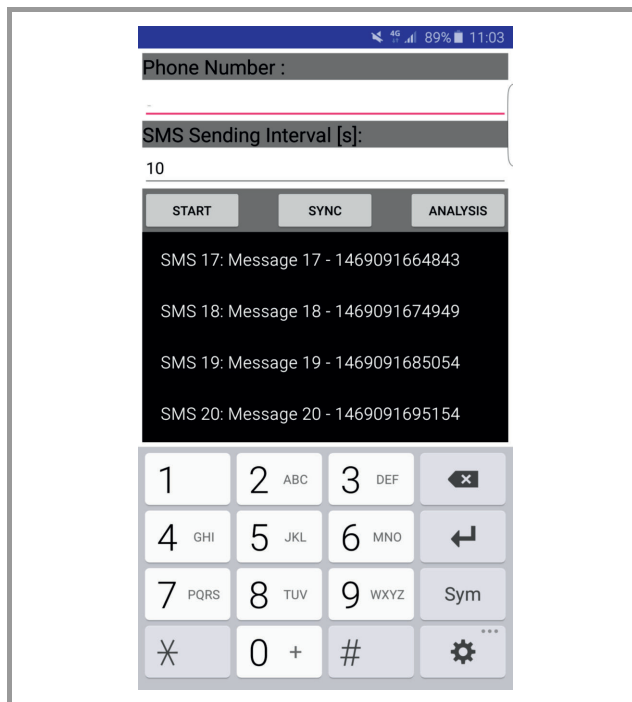 4G 89% 11:03
Phone Number :
SMS Sending Interval [s]:
10
START SYNC ANALYSIS
SMS 17: Message 17 - 1469091664843
SMS 18: Message 18 - 1469091674949
SMS 19: Message 19 - 1469091685054
SMS 20: Message 20 - 1469091695154
1 2 ABC 3 DEF
4 GHI 5 JKL 6 MNO
7 PQRS 8 TUV 9 WXYZ Sym
* 0 + #